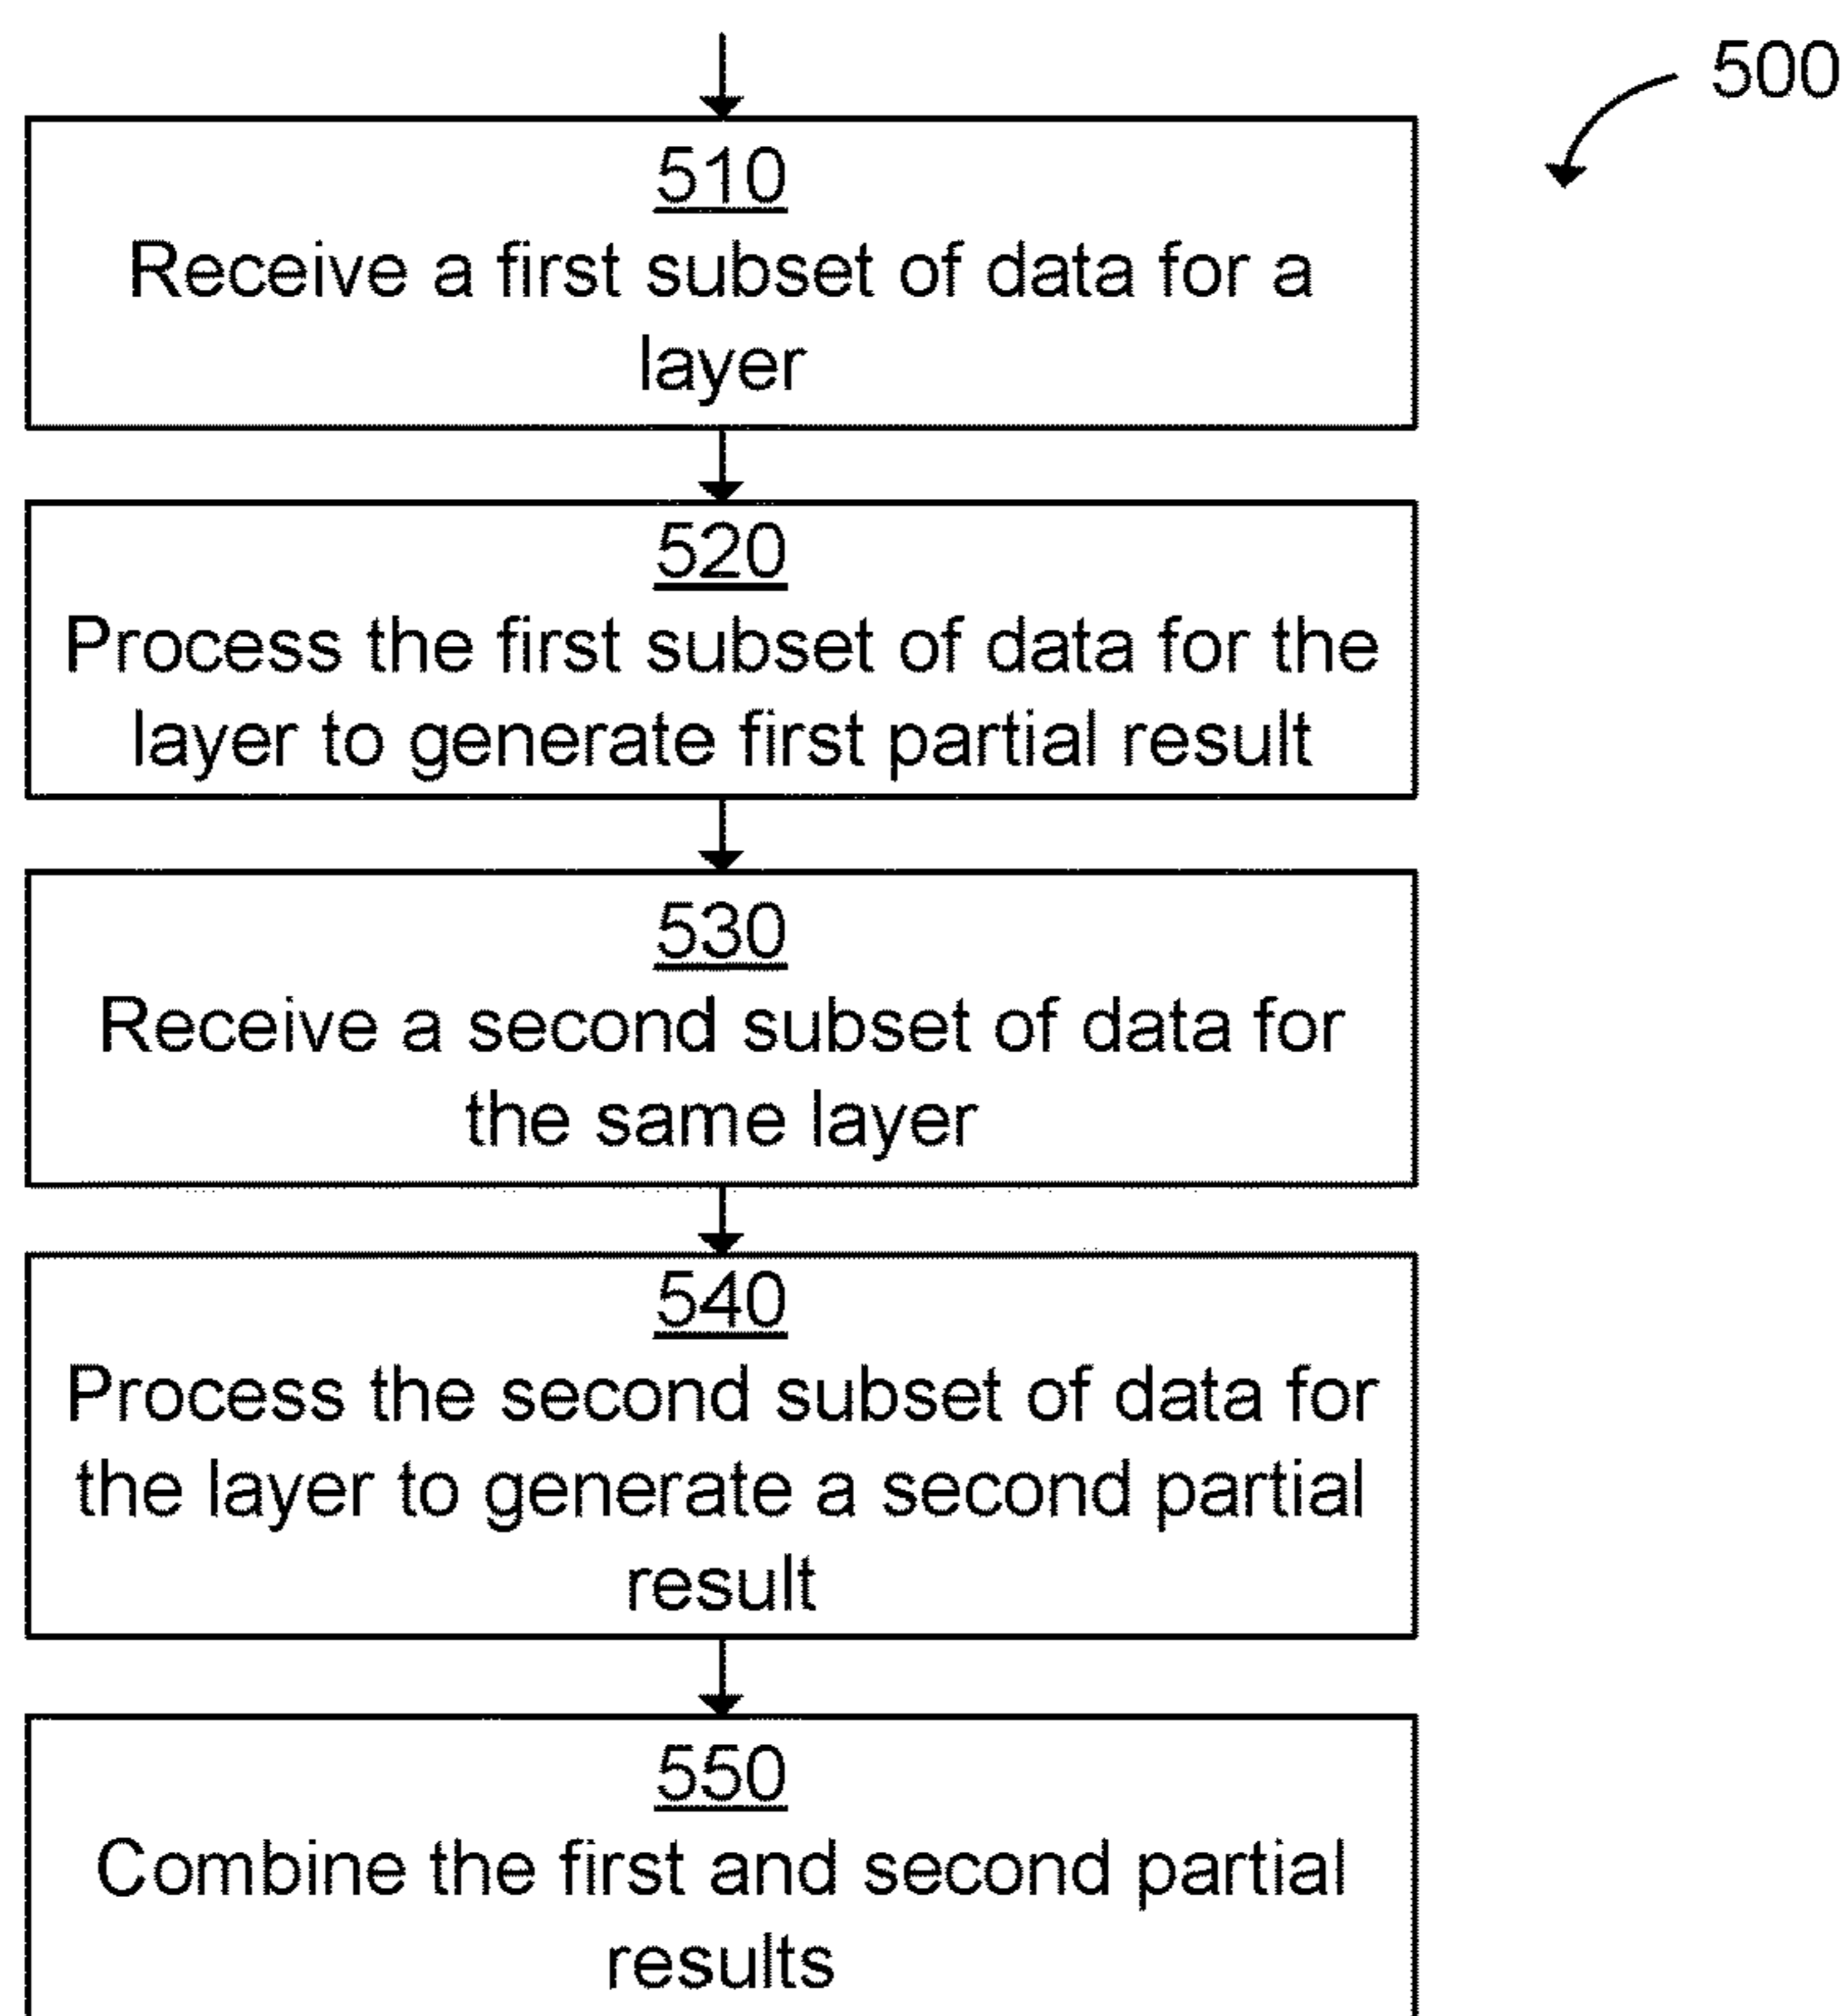 500
510
Receive a first subset of data for a
layer
520
Process the first subset of data for the
layer to generate first partial result
530
Receive a second subset of data for
the same layer
540
Process the second subset of data for
the layer to generate a second partial
result
550
Combine the first and second partial
results